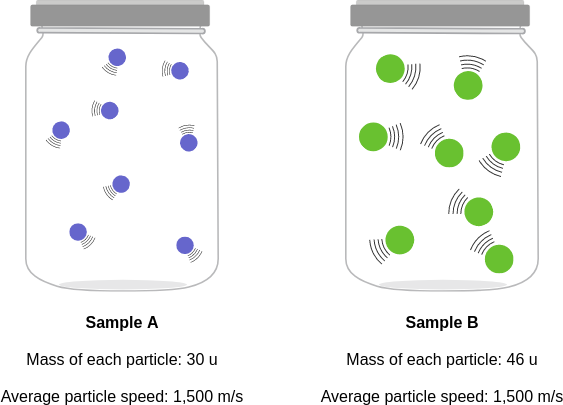 Sample A
Sample B
Mass of each particle: 30 u
Mass of each particle: 46 u
Average particle speed: 1,500 m/s
Average particle speed: 1,500 m/s